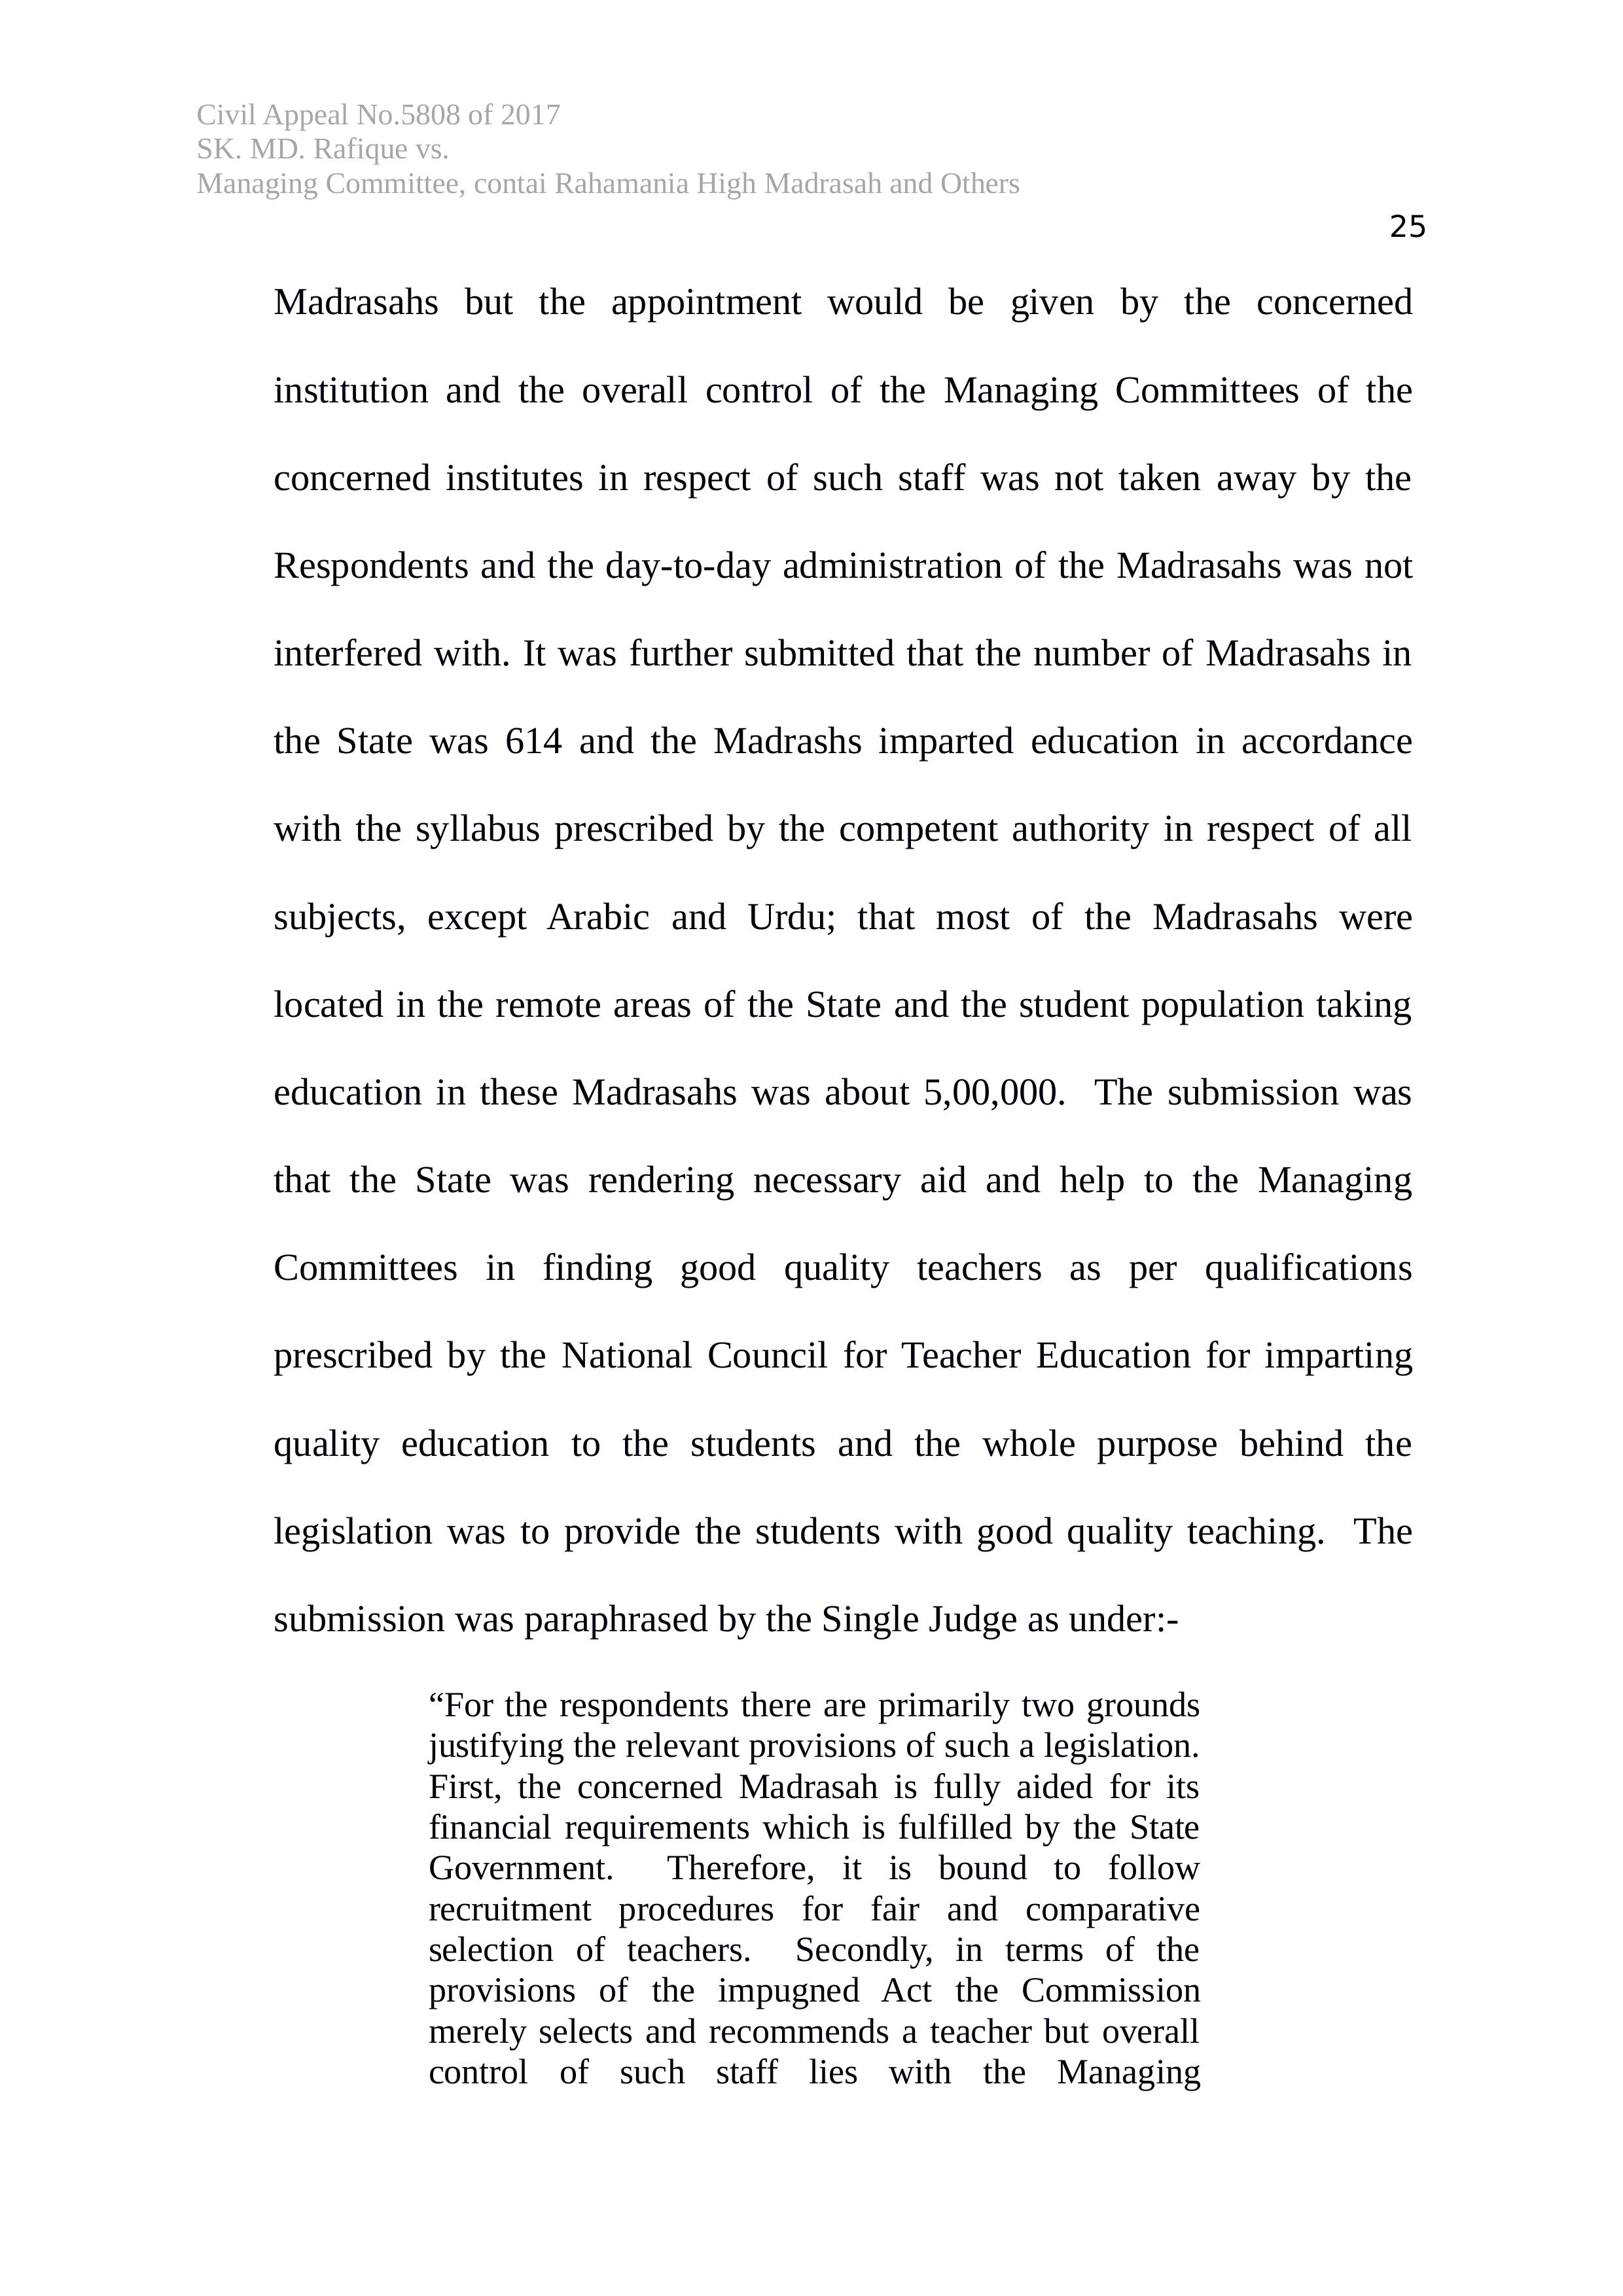 Civil Appeal No.5808 of 2017
SK. MD. Rafique vs.
Managing Committee, contai Rahamania High Madrasah and Others
25
Madrasahs but the appointment would be given by the concerned
institution and the overall control of the Managing Committees of the
concerned institutes in respect of such staff was not taken away by the
Respondents and the day-to-day administration of the Madrasahs was not
interfered with. It was further submitted that the number of Madrasahs in
the State was 614 and the Madrashs imparted education in accordance
with the syllabus prescribed by the competent authority in respect of all
subjects, except Arabic and Urdu; that most of the Madrasahs were
located in the remote areas of the State and the student population taking
education in these Madrasahs was about 5,00,000. The submission was
that the State was rendering necessary aid and help to the Managing
Committees in finding good quality teachers as per qualifications
prescribed by the National Council for Teacher Education for imparting
quality education to the students and the whole purpose behind the
legislation was to provide the students with good quality teaching. The
submission was paraphrased by the Single Judge as under:-
“For the respondents there are primarily two grounds
justifying the relevant provisions of such a legislation.
First, the concerned Madrasah is fully aided for its
financial requirements which is fulfilled by the State
Government. Therefore, it is bound to follow
recruitment procedures for fair and comparative
selection of teachers. Secondly, in terms of the
provisions of the impugned Act the Commission
merely selects and recommends a teacher but overall
control of such staff lies with the Managing